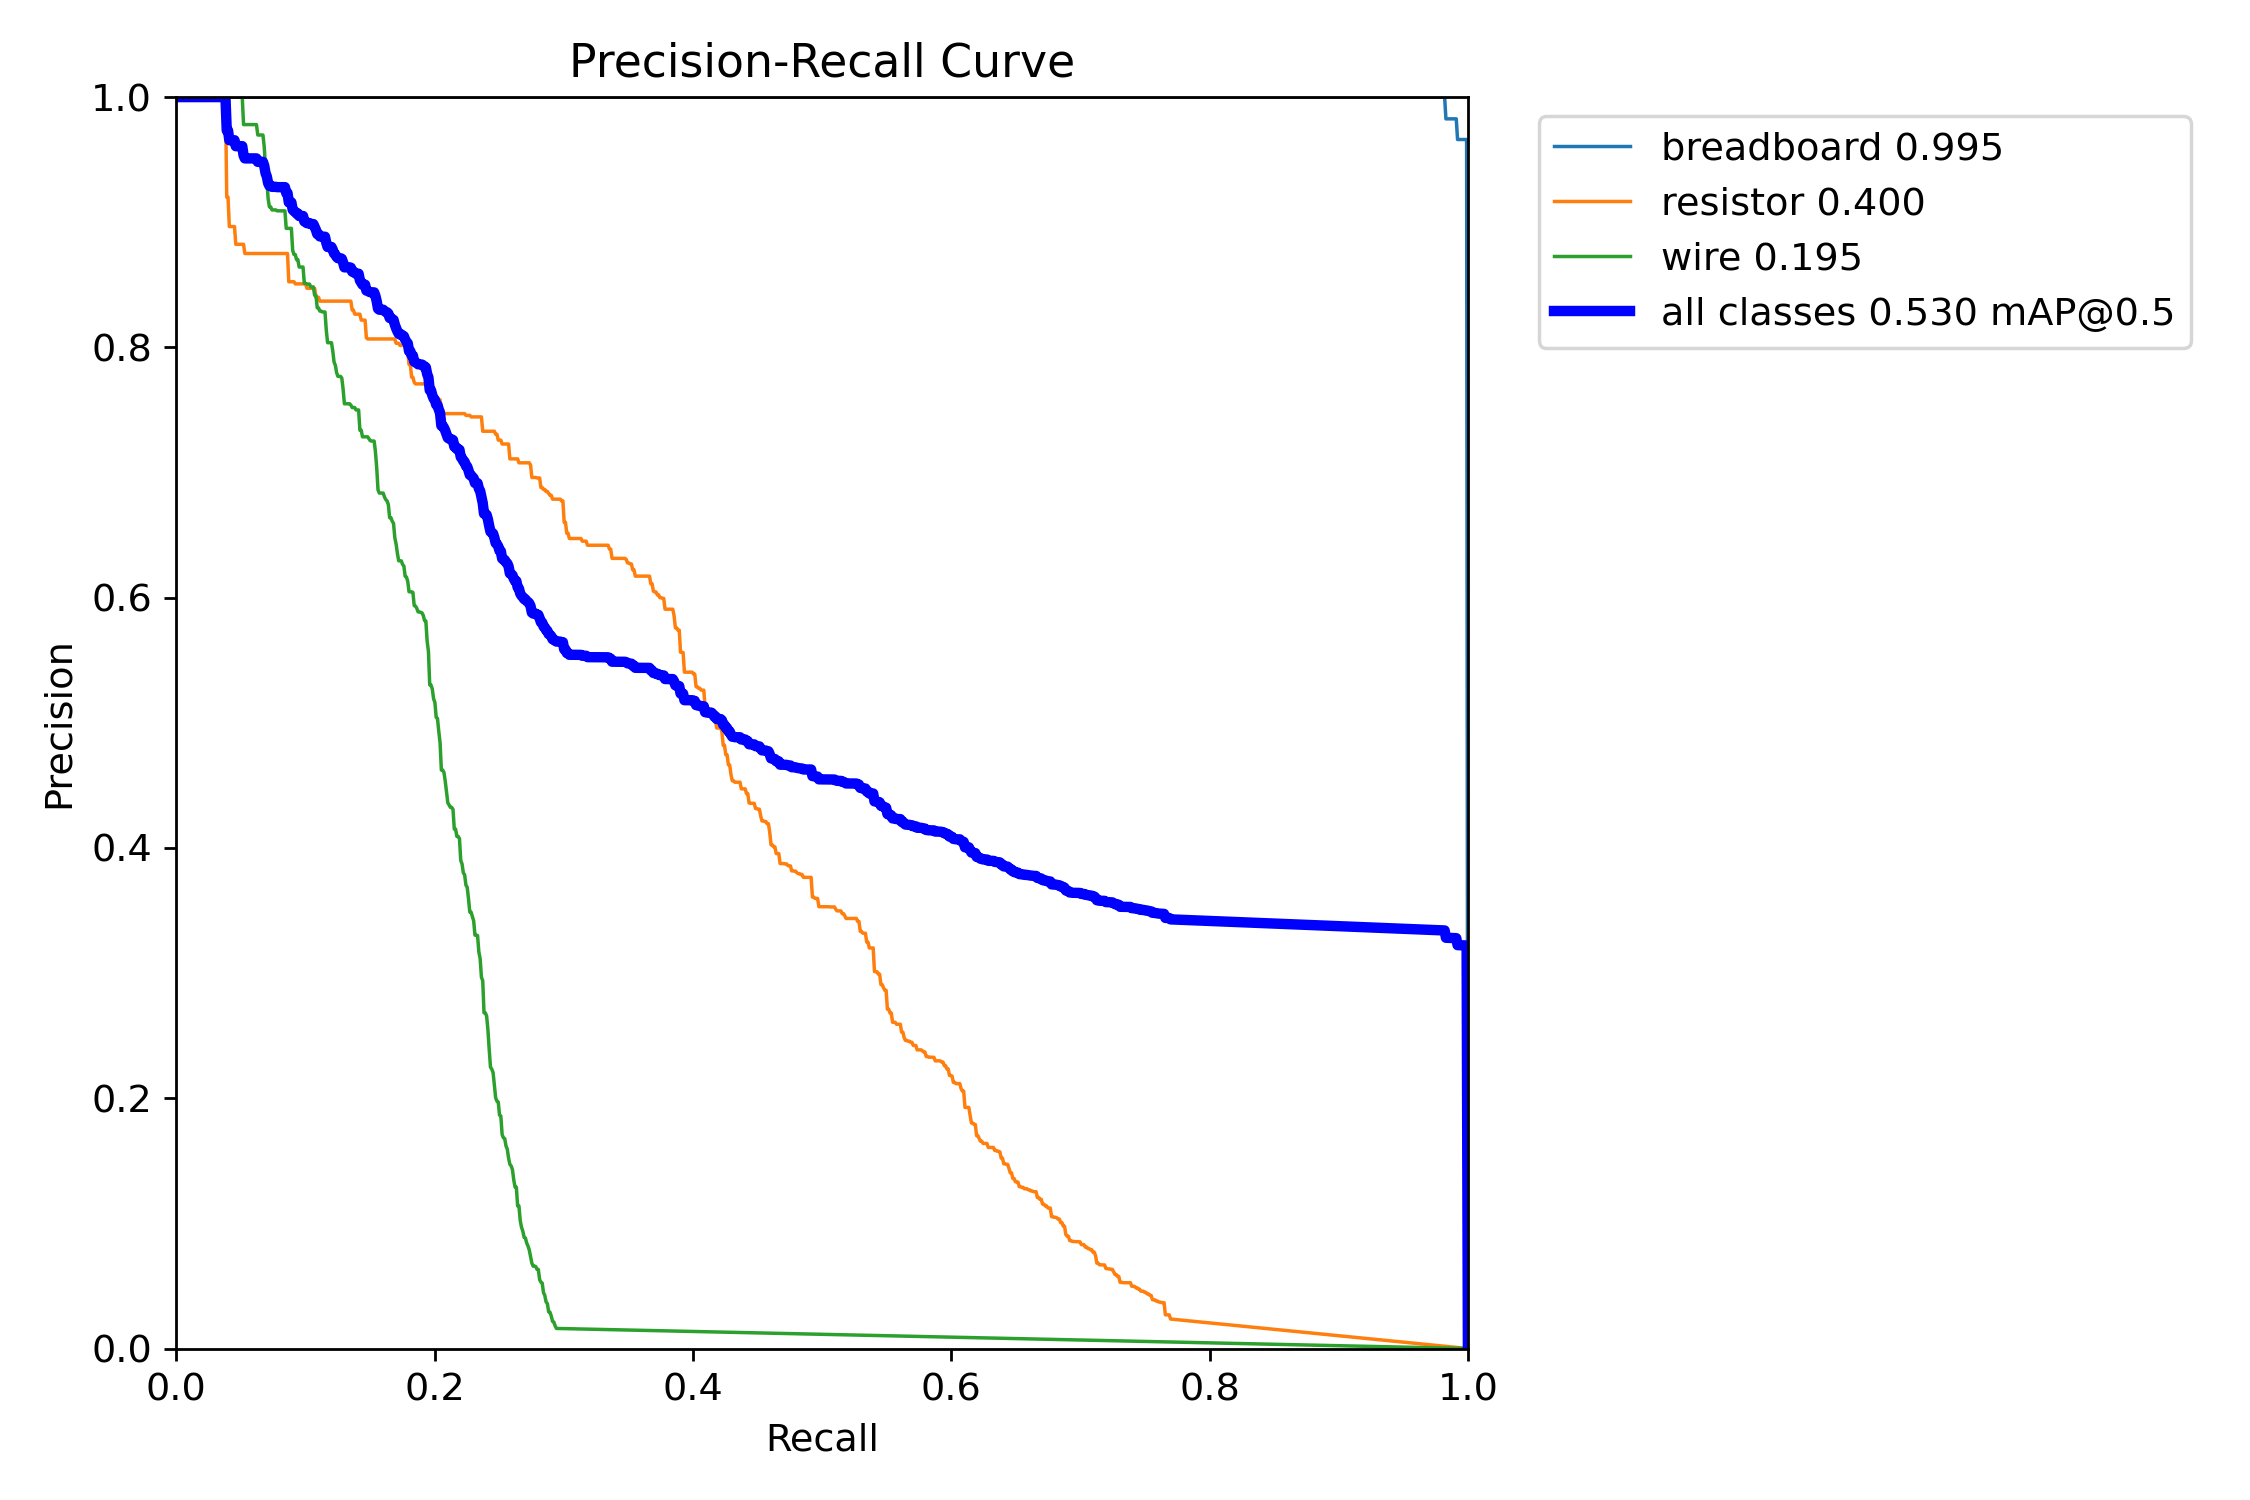 Precision-Recall Curve
1.0
0.8
0.6
0.4
0.2
0.0
Precision
0.0 0.2 0.4 0.6 0.8 1.0
Recall
breadboard 0.995
resistor 0.400
wire 0.195
all classes 0.530 mAP@0.5